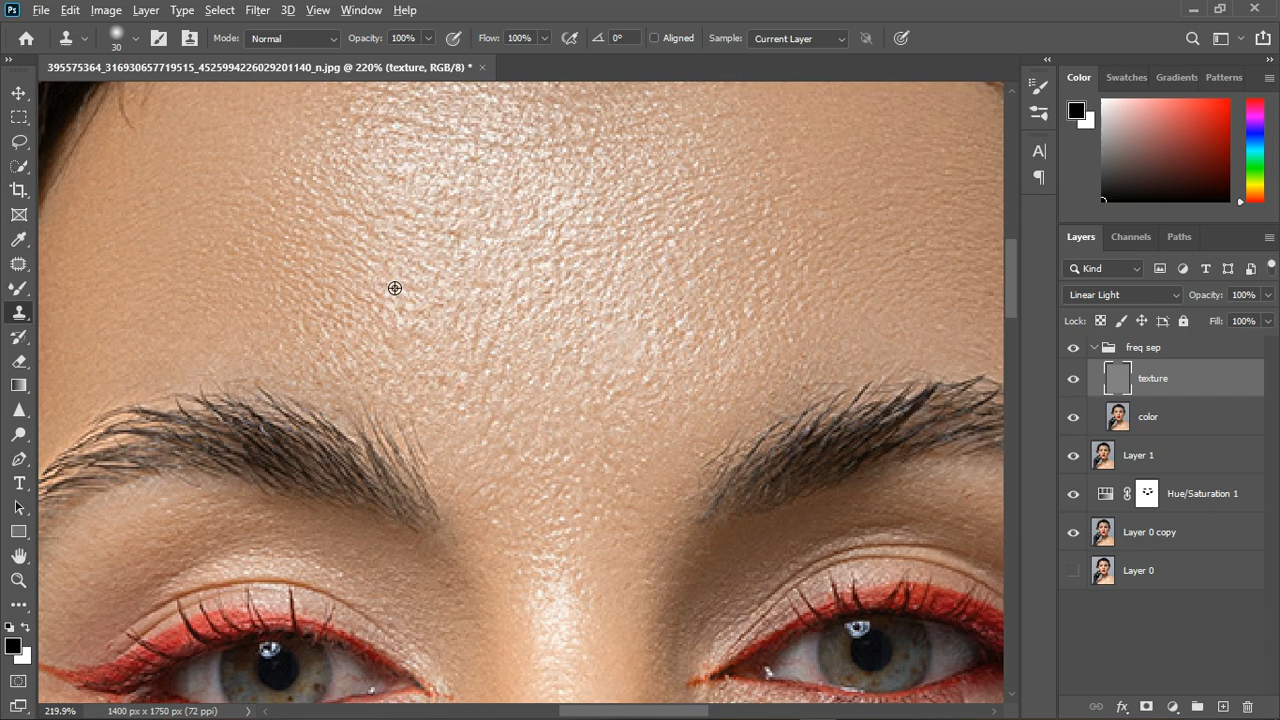 Ps File Edit Image Layer Type Select Filter 3D View Window Help
30 Mode: Normal Opacity: 100% Flow: 100% 0° Aligned Sample: Current Layer
395575364_316930657719515_4525994226029201140_n.jpg @ 220% (texture, RGB/8) *
Color Swatches Gradients Patterns
Layers Channels Paths
Kind
Linear Light Opacity: 100%
Lock: Fill: 100%
freq sep
texture
color
Layer 1
Hue/Saturation 1
Layer 0 copy
Layer 0
219.9% 1400 px x 1750 px (72 ppi)